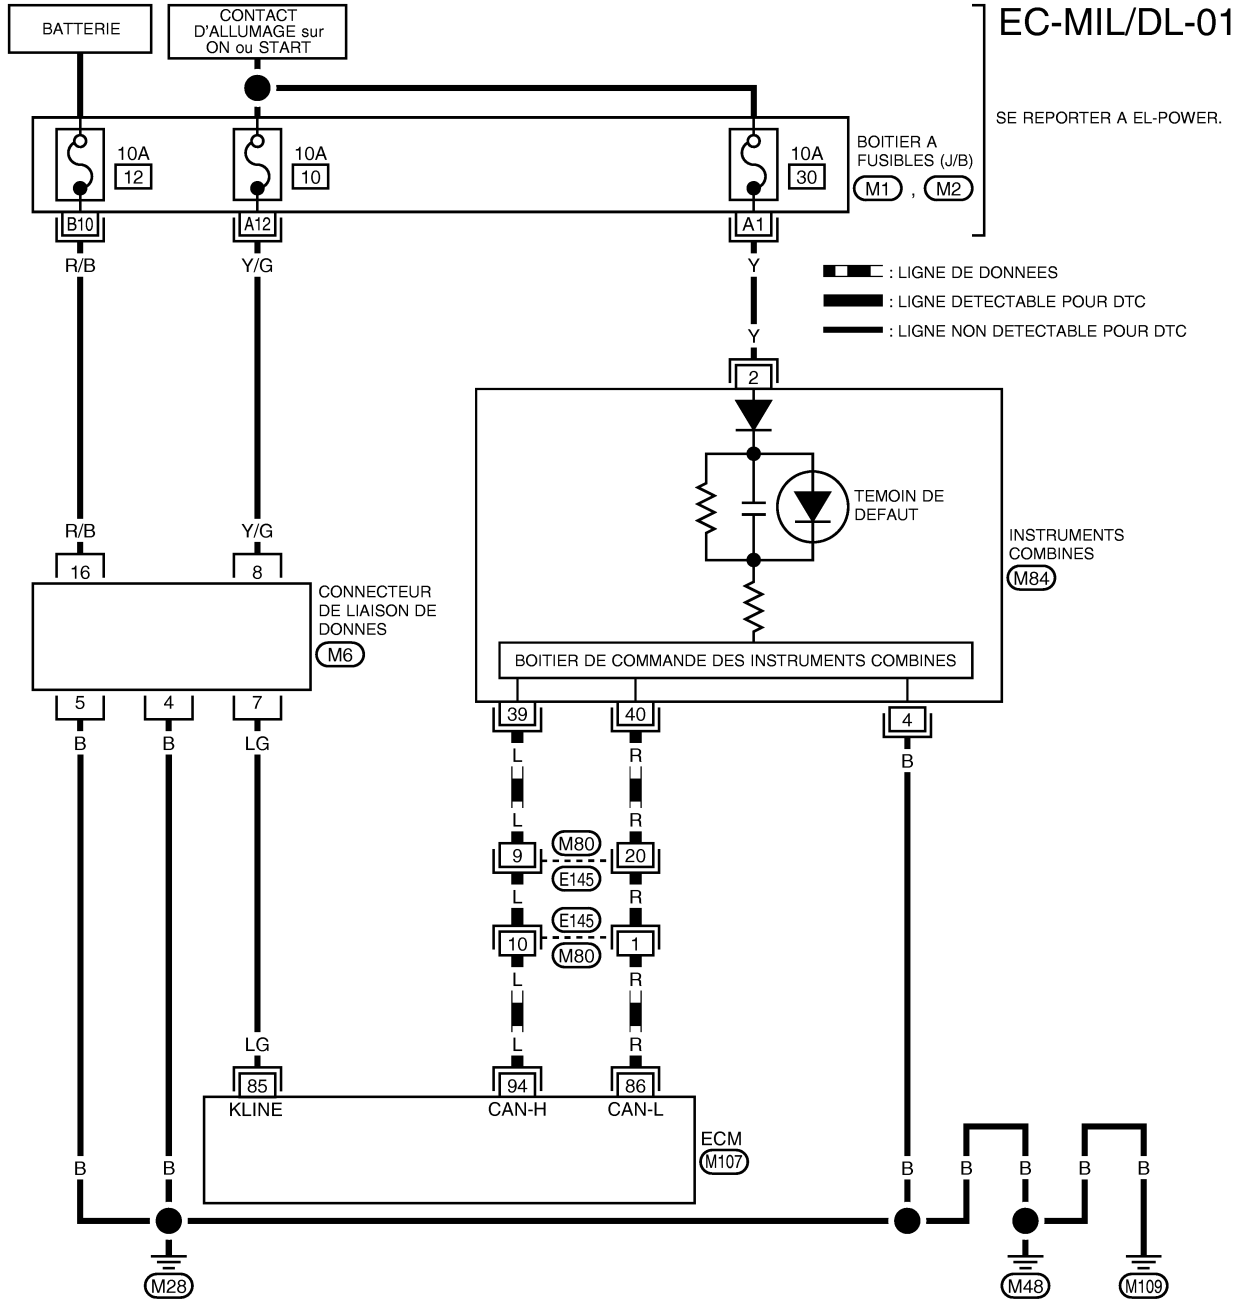 BATTERIE
CONTACT
D'ALLUMAGE sur
ON ou START
EC-MIL/DL-01
SE REPORTER A EL-POWER.
10A
12
10A
10
10A
30
BOITIER A
FUSIBLES (J/B)
M1 , M2
B10
A12
A1
R/B
Y/G
Y
: LIGNE DE DONNEES
: LIGNE DETECTABLE POUR DTC
: LIGNE NON DETECTABLE POUR DTC
Y
2
TEMOIN DE
DEFAUT
R/B
Y/G
INSTRUMENTS
COMBINES
M84
16
8
CONNECTEUR
DE LIAISON DE
DONNES
M6
BOITIER DE COMMANDE DES INSTRUMENTS COMBINES
5
4
7
39
40
4
B
B
LG
L
R
B
L
R
9
M80
20
E145
L
R
E145
10
1
M80
L
R
LG
L
R
85
94
86
KLINE
CAN-H
CAN-L
ECM
M107
B
B
B
B
B
B
B
M28
M48
M109